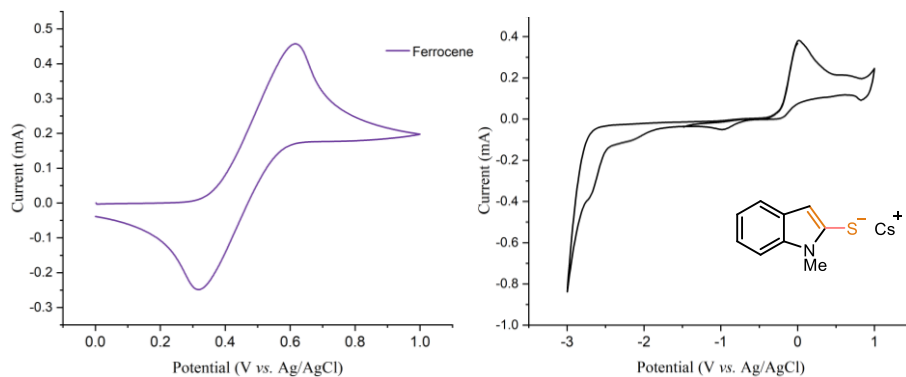 Current (mA)
0.5
0.4
0.3
0.2
0.1
0.0
-0.1
-0.2
-0.3
Ferrocene
0.0 0.2 0.4 0.6 0.8 1.0
Potential (V vs. Ag/AgCl)
Current (mA)
0.4
0.2
0.0
-0.2
-0.4
-0.6
-0.8
-1.0
S− Cs+
N
Me
-3 -2 -1 0 1
Potential (V vs. Ag/AgCl)